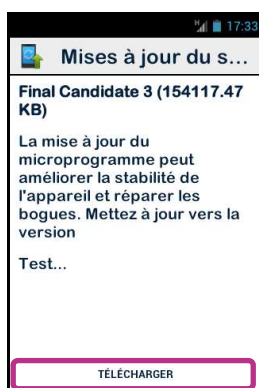 H 17:33
Mises à jour du s...
Final Candidate 3 (154117.47
KB)
La mise à jour du
microprogramme peut
améliorer la stabilité de
l'appareil et réparer les
bogues. Mettez à jour vers la
version
Test...
TÉLÉCHARGER